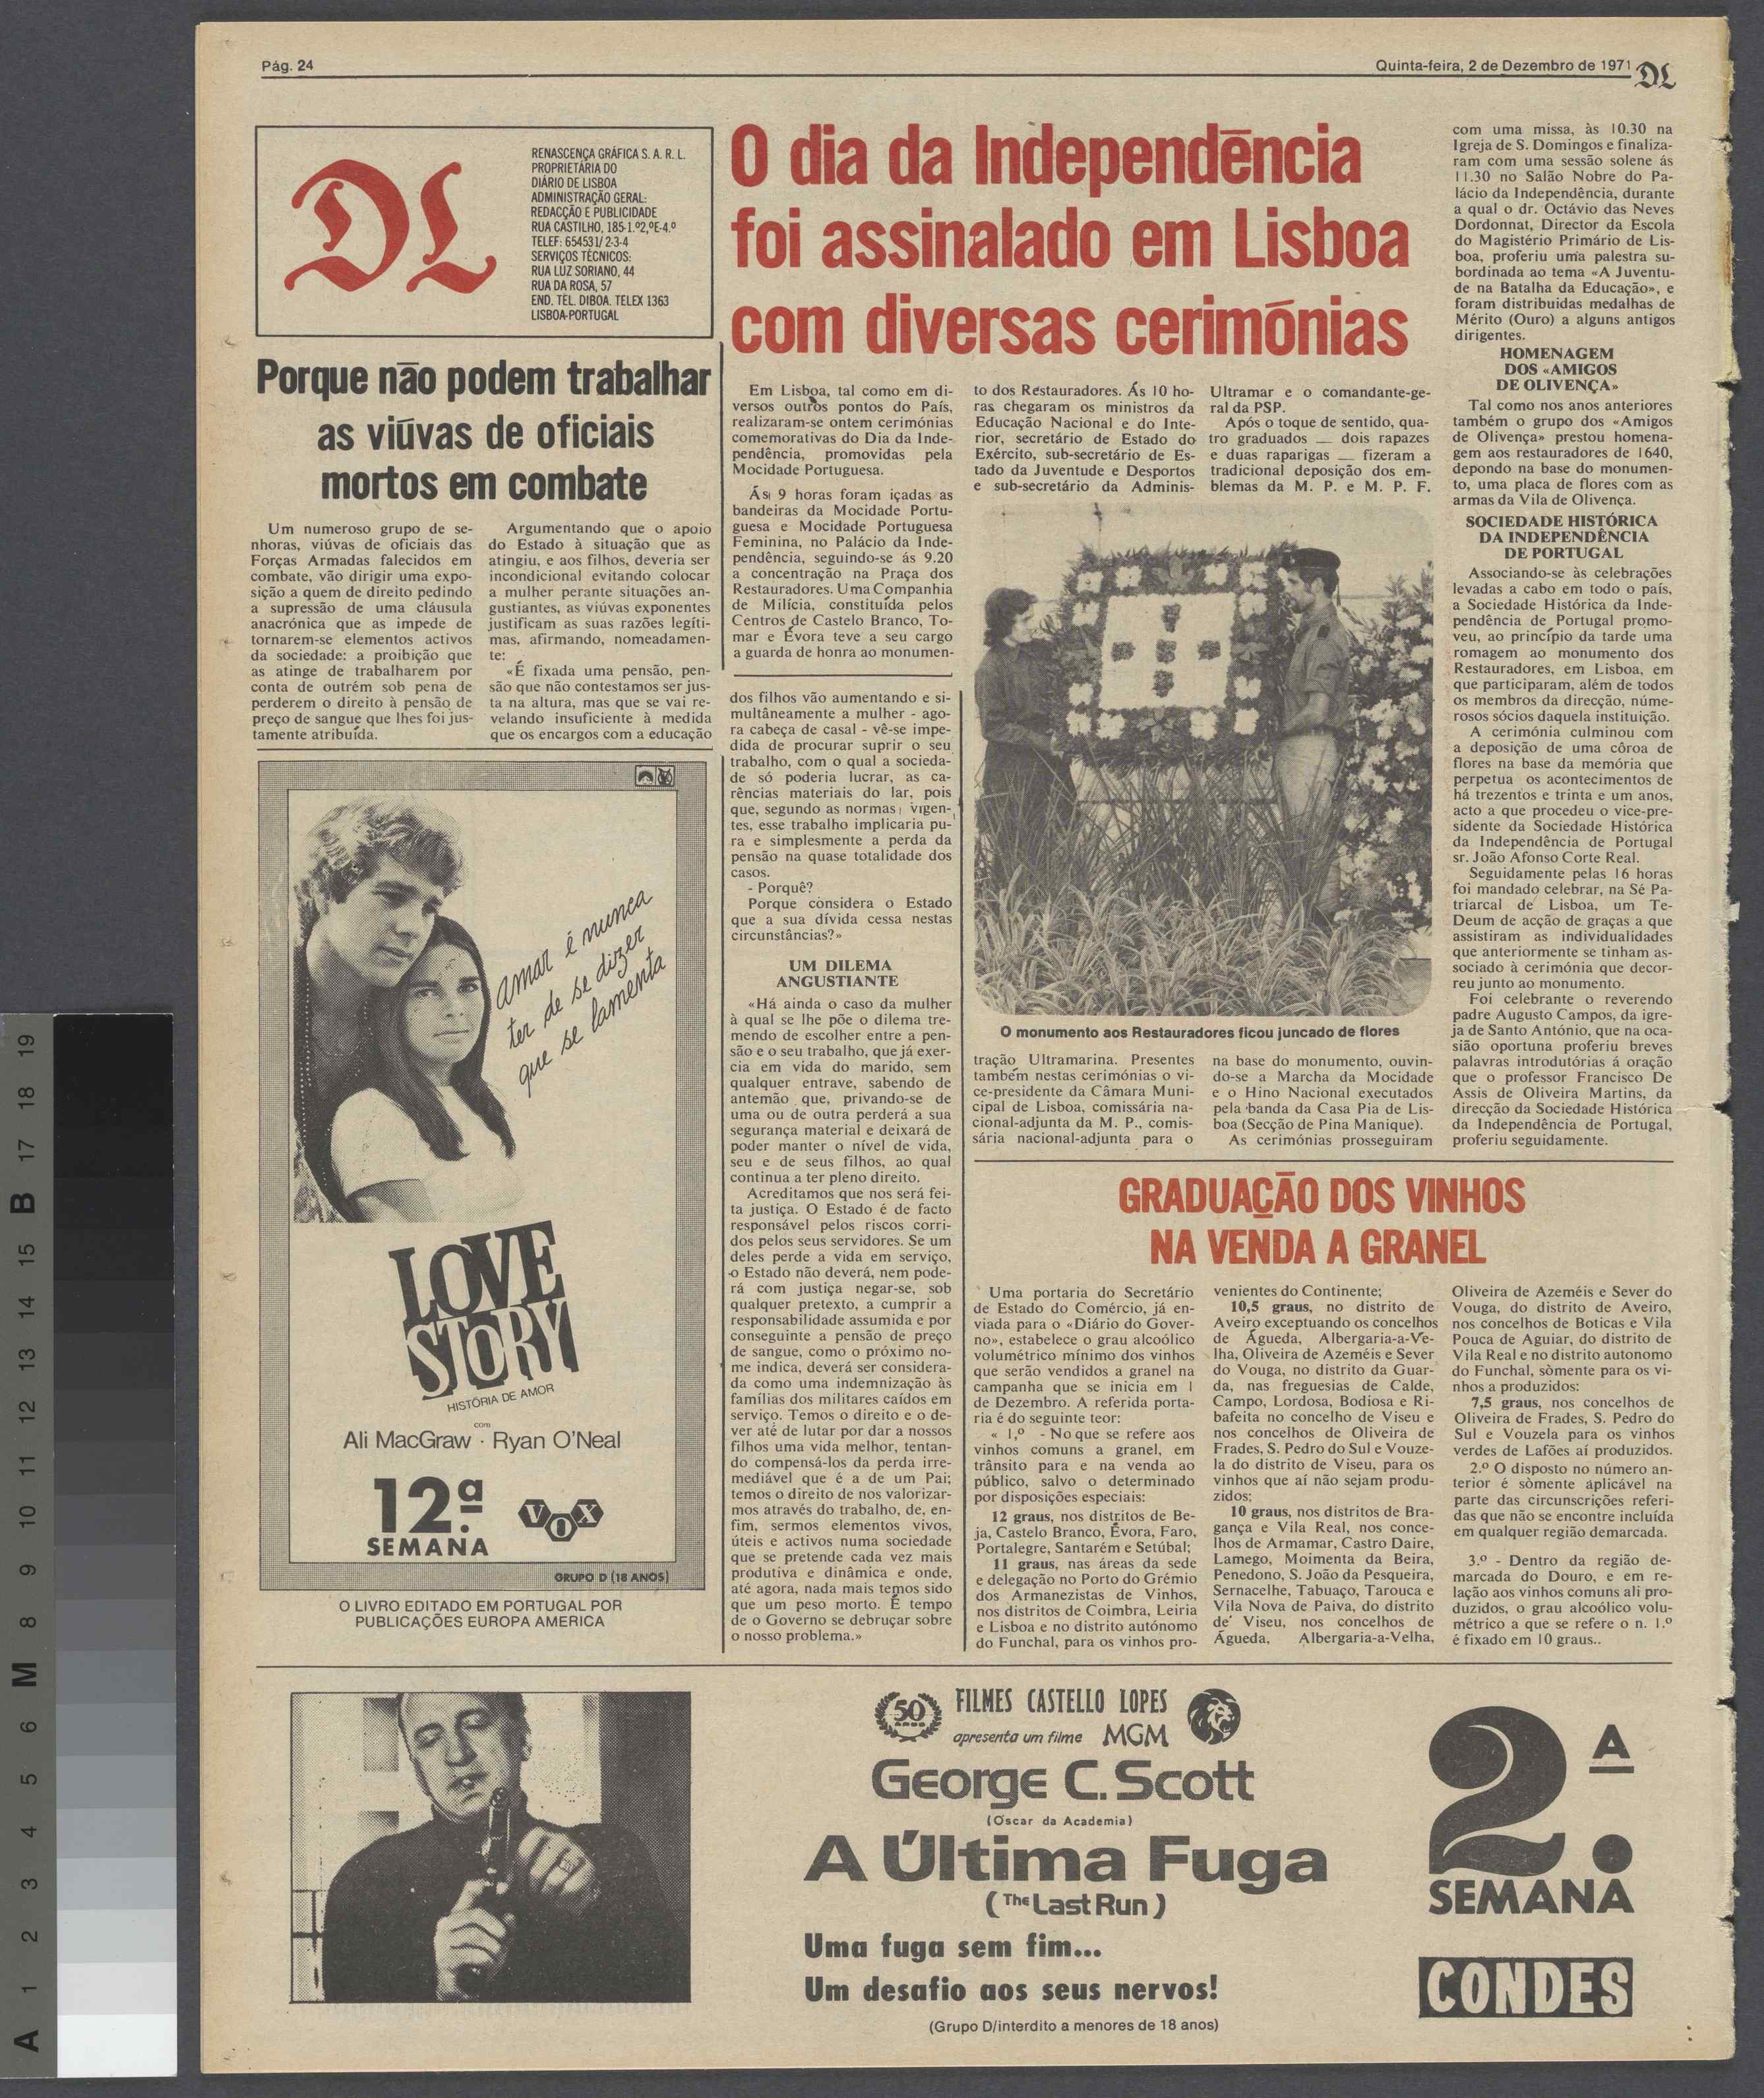 Pág. 24
Quinta-feira, 2 de Dezembro de 1971 DL
DL
RENASCENÇA GRÁFICA S. A. R. L.
PROPRIETÁRIA DO
DIÁRIO DE LISBOA
ADMINISTRAÇÃO GERAL:
REDACÇÃO E PUBLICIDADE
RUA CASTILHO, 185-1.º2,ºE-4.º
TELEF: 654531/ 2-3-4
SERVIÇOS TÈCNICOS:
RUA LUZ SORIANO, 44
RUA DA ROSA, 57
END. TEL. DIBOA. TELEX 1363
LISBOA-PORTUGAL
Porque não podem trabalhar
as viúvas de oficiais
mortos em combate
Um numeroso grupo de se-
nhoras, viúvas de oficiais das
Forças Armadas falecidos em
combate, vão dirigir uma expo-
sição a quem de direito pedindo
a supressão de uma cláusula
anacrónica que as impede de
tornarem-se elementos activos
da sociedade: a proibição que
as atinge de trabalharem por
conta de outrém sob pena de
perderem o direito à pensão de
preço de sangue que lhes foi jus-
tamente atribuída.
Argumentando que o apoio
do Estado à situação que as
atingiu, e aos filhos, deveria ser
incondicional evitando colocar
a mulher perante situações an-
gustiantes, as viúvas exponentes
justificam as suas razões legíti-
mas, afirmando, nomeadamen-
te:
«É fixada uma pensão, pen-
são que não contestamos ser jus-
ta na altura, mas que se vai re-
velando insuficiente à medida
que os encargos com a educação
dos filhos vão aumentando e si-
multâneamente a mulher - ago-
ra cabeça de casal - vê-se impe-
dida de procurar suprir o seu
trabalho, com o qual a socieda-
de só poderia lucrar, as ca-
rências materiais do lar, pois
que, segundo as normas vigen-
tes, esse trabalho implicaria pu-
ra e simplesmente a perda da
pensão na quase totalidade dos
casos.
- Porquê?
Porque considera o Estado
que a sua dívida cessa nestas
circunstâncias?»
UM DILEMA
ANGUSTIANTE
«Há ainda o caso da mulher
à qual se lhe põe o dilema tre-
mendo de escolher entre a pen-
são e o seu trabalho, que já exer-
cia em vida do marido, sem
qualquer entrave, sabendo de
antemão que, privando-se de
uma ou de outra perderá a sua
segurança material e deixará de
poder manter o nível de vida,
seu e de seus filhos, ao qual
continua a ter pleno direito.
Acreditamos que nos será fei-
ta justiça. O Estado é de facto
responsável pelos riscos corri-
dos pelos seus servidores. Se um
deles perde a vida em serviço,
o Estado não deverá, nem pode-
rá com justiça negar-se, sob
qualquer pretexto, a cumprir a
responsabilidade assumida e por
conseguinte a pensão de preço
de sangue, como o próximo no-
me indica, deverá ser considera-
da como uma indemnização às
famílias dos militares caídos em
serviço. Temos o direito e o de-
ver até de lutar por dar a nossos
filhos uma vida melhor, tentan-
do compensá-los da perda irre-
mediável que é a de um Pai;
temos o direito de nos valorizar-
mos através do trabalho, de, en-
fim, sermos elementos vivos,
úteis e activos numa sociedade
que se pretende cada vez mais
produtiva e dinâmica e onde,
até agora, nada mais temos sido
que um peso morto. É tempo
de o Governo se debruçar sobre
o nosso problema.»
amar é nunca
ter de se dizer
que se lamenta
LOVE
STORY
HISTÓRIA DE AMOR
com
Ali MacGraw · Ryan O'Neal
12.ª
SEMANA
VOX
GRUPO D (18 ANOS)
O LIVRO EDITADO EM PORTUGAL POR
PUBLICAÇÕES EUROPA AMERICA
O dia da Independência
foi assinalado em Lisboa
com diversas cerimónias
Em Lisboa, tal como em di-
versos outros pontos do País,
realizaram-se ontem cerimónias
comemorativas do Dia da Inde-
pendência, promovidas pela
Mocidade Portuguesa.
Ás 9 horas foram içadas as
bandeiras da Mocidade Portu-
guesa e Mocidade Portuguesa
Feminina, no Palácio da Inde-
pendência, seguindo-se ás 9.20
a concentração na Praça dos
Restauradores. Uma Companhia
de Milícia, constituída pelos
Centros de Castelo Branco, To-
mar e Évora teve a seu cargo
a guarda de honra ao monumen-
to dos Restauradores. Ás 10 ho-
ras chegaram os ministros da
Educação Nacional e do Inte-
rior, secretário de Estado do
Exército, sub-secretário de Es-
tado da Juventude e Desportos
e sub-secretário da Adminis-
Ultramar e o comandante-ge-
ral da PSP.
Após o toque de sentido, qua-
tro graduados — dois rapazes
e duas raparigas — fizeram a
tradicional deposição dos em-
blemas da M. P. e M. P. F.
O monumento aos Restauradores ficou juncado de flores
tração Ultramarina. Presentes
também nestas cerimónias o vi-
ce-presidente da Câmara Muni-
cipal de Lisboa, comissária na-
cional-adjunta da M. P., comis-
sária nacional-adjunta para o
na base do monumento, ouvin-
do-se a Marcha da Mocidade
e o Hino Nacional executados
pela banda da Casa Pia de Lis-
boa (Secção de Pina Manique).
As cerimónias prosseguiram
com uma missa, às 10.30 na
Igreja de S. Domingos e finaliza-
ram com uma sessão solene ás
11.30 no Salão Nobre do Pa-
lácio da Independência, durante
a qual o dr. Octávio das Neves
Dordonnat, Director da Escola
do Magistério Primário de Lis-
boa, proferiu uma palestra su-
bordinada ao tema «A Juventu-
de na Batalha da Educação», e
foram distribuidas medalhas de
Mérito (Ouro) a alguns antigos
dirigentes.
HOMENAGEM
DOS «AMIGOS
DE OLIVENÇA»
Tal como nos anos anteriores
também o grupo dos «Amigos
de Olivença» prestou homena-
gem aos restauradores de 1640,
depondo na base do monumen-
to, uma placa de flores com as
armas da Vila de Olivença.
SOCIEDADE HISTÓRICA
DA INDEPENDÊNCIA
DE PORTUGAL
Associando-se às celebrações
levadas a cabo em todo o país,
a Sociedade Histórica da Inde-
pendência de Portugal promo-
veu, ao princípio da tarde uma
romagem ao monumento dos
Restauradores, em Lisboa, em
que participaram, além de todos
os membros da direcção, núme-
rosos sócios daquela instituição.
A cerimónia culminou com
a deposição de uma côroa de
flores na base da memória que
perpetua os acontecimentos de
há trezentos e trinta e um anos,
acto a que procedeu o vice-pre-
sidente da Sociedade Histórica
da Independência de Portugal
sr. João Afonso Corte Real.
Seguidamente pelas 16 horas
foi mandado celebrar, na Sé Pa-
triarcal de Lisboa, um Te-
Deum de acção de graças a que
assistiram as individualidades
que anteriormente se tinham as-
sociado à cerimónia que decor-
reu junto ao monumento.
Foi celebrante o reverendo
padre Augusto Campos, da igre-
ja de Santo António, que na oca-
sião oportuna proferiu breves
palavras introdutórias á oração
que o professor Francisco De
Assis de Oliveira Martins, da
direcção da Sociedade Histórica
da Independência de Portugal,
proferiu seguidamente.
GRADUAÇÃO DOS VINHOS
NA VENDA A GRANEL
Uma portaria do Secretário
de Estado do Comércio, já en-
viada para o «Diário do Gover-
no», estabelece o grau alcoólico
volumétrico mínimo dos vinhos
que serão vendidos a granel na
campanha que se inicia em 1
de Dezembro. A referida porta-
ria é do seguinte teor:
« 1,º - No que se refere aos
vinhos comuns a granel, em
trânsito para e na venda ao
público, salvo o determinado
por disposições especiais:
12 graus, nos distritos de Be-
ja, Castelo Branco, Évora, Faro,
Portalegre, Santarém e Setúbal;
11 graus, nas áreas da sede
e delegação no Porto do Grémio
dos Armanezistas de Vinhos,
nos distritos de Coimbra, Leiria
e Lisboa e no distrito autónomo
do Funchal, para os vinhos pro-
venientes do Continente;
10,5 graus, no distrito de
Aveiro exceptuando os concelhos
de Águeda, Albergaria-a-Ve-
lha, Oliveira de Azeméis e Sever
do Vouga, no distrito da Guar-
da, nas freguesias de Calde,
Campo, Lordosa, Bodiosa e Ri-
bafeita no concelho de Viseu e
nos concelhos de Oliveira de
Frades, S. Pedro do Sul e Vouze-
la do distrito de Viseu, para os
vinhos que aí não sejam produ-
zidos;
10 graus, nos distritos de Bra-
gança e Vila Real, nos conce-
lhos de Armamar, Castro Daire,
Lamego, Moimenta da Beira,
Penedono, S. João da Pesqueira,
Sernacelhe, Tabuaço, Tarouca e
Vila Nova de Paiva, do distrito
de Viseu, nos concelhos de
Águeda, Albergaria-a-Velha,
Oliveira de Azeméis e Sever do
Vouga, do distrito de Aveiro,
nos concelhos de Boticas e Vila
Pouca de Aguiar, do distrito de
Vila Real e no distrito autonomo
do Funchal, sòmente para os vi-
nhos a produzidos:
7,5 graus, nos concelhos de
Oliveira de Frades, S. Pedro do
Sul e Vouzela para os vinhos
verdes de Lafões aí produzidos.
2.º O disposto no número an-
terior é sòmente aplicável na
parte das circunscrições referi-
das que não se encontre incluída
em qualquer região demarcada.
3.º - Dentro da região de-
marcada do Douro, e em re-
lação aos vinhos comuns ali pro-
duzidos, o grau alcoólico volu-
métrico a que se refere o n. 1.º
é fixado em 10 graus..
50
ANOS
FILMES CASTELLO LOPES
apresenta um filme MGM
George C. Scott
(Oscar da Academia)
A Última Fuga
(The Last Run)
Uma fuga sem fim...
Um desafio aos seus nervos!
(Grupo D/interdito a menores de 18 anos)
2.A
SEMANA
CONDES
A 1 2 3 4 5 6 M 8 9 10 11 12 13 14 15 B 17 18 19